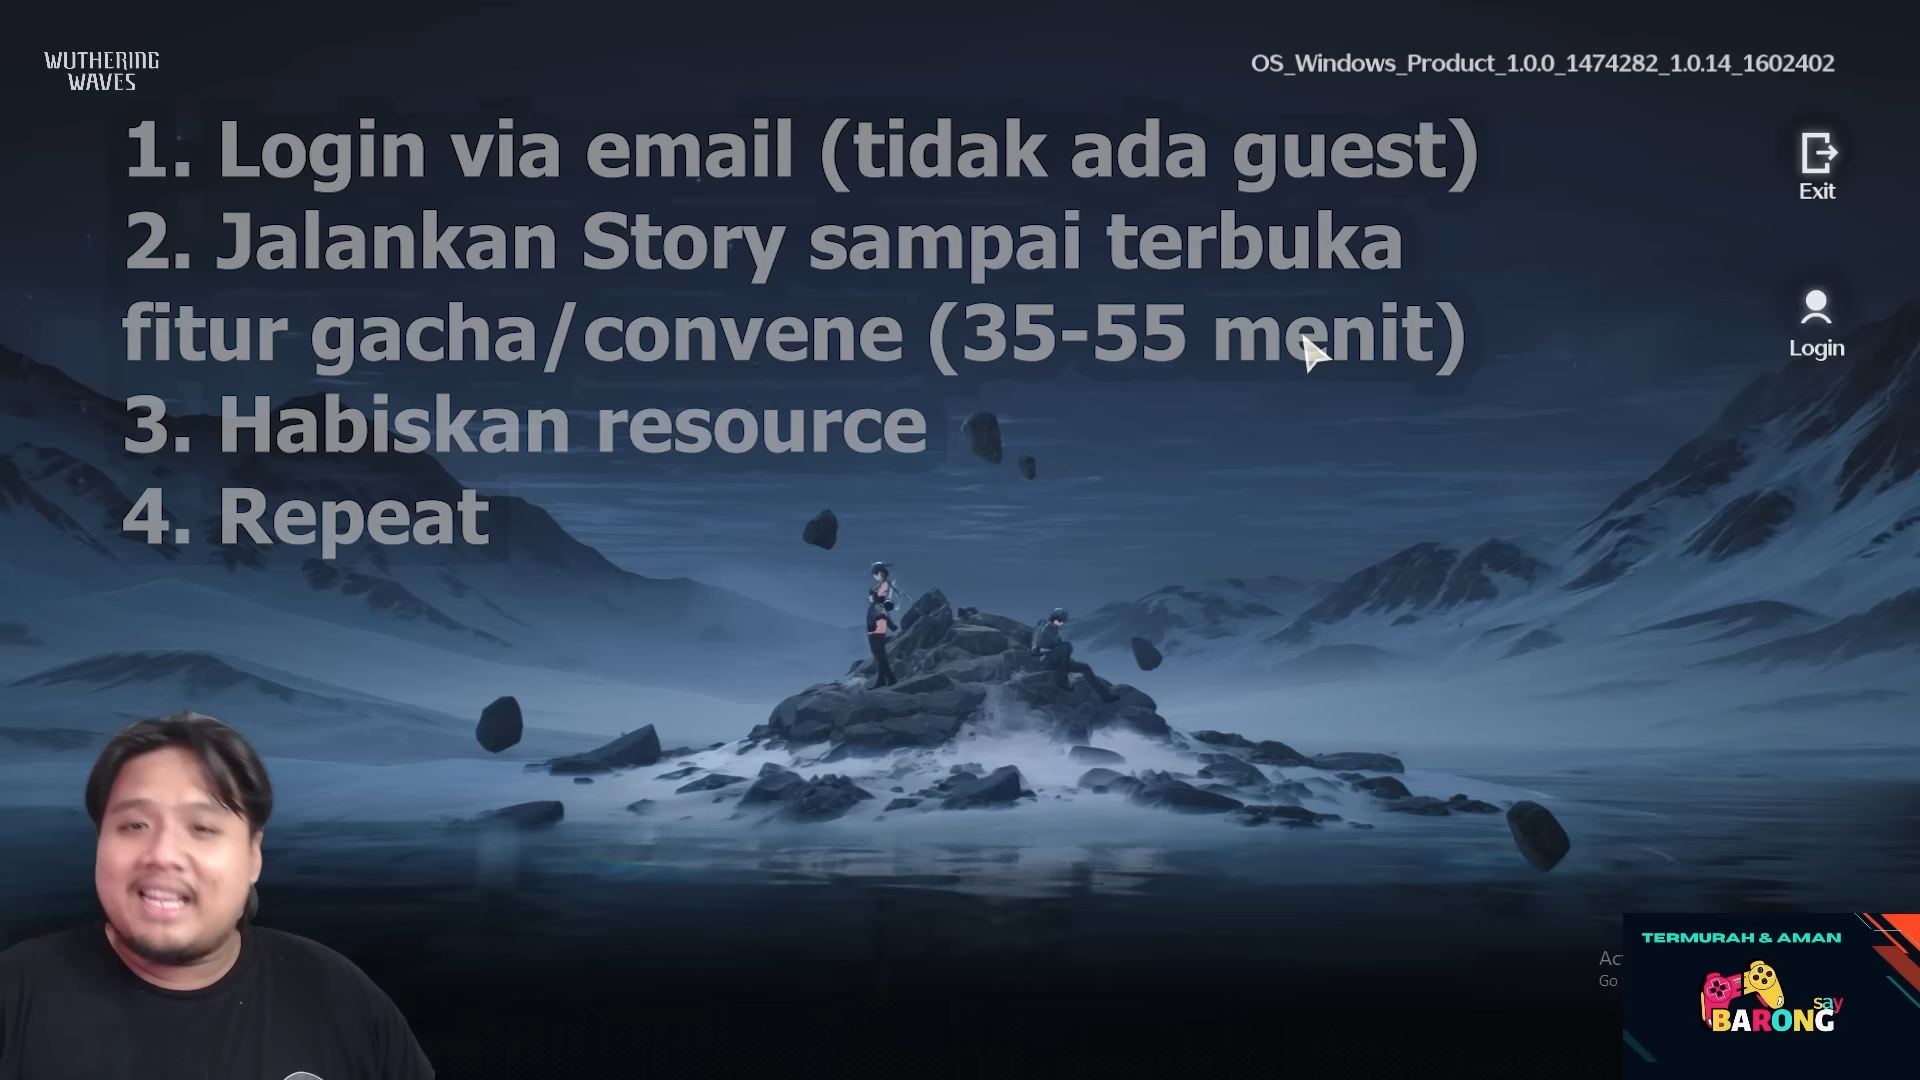 WUTHERING
WAVES
OS_Windows_Product_1.0.0_1474282_1.0.14_1602402
1. Login via email (tidak ada guest)
2. Jalankan Story sampai terbuka
fitur gacha/convene (35-55 menit)
3. Habiskan resource
4. Repeat
Exit
Login
TERMURAH & AMAN
say
BARONG
Go